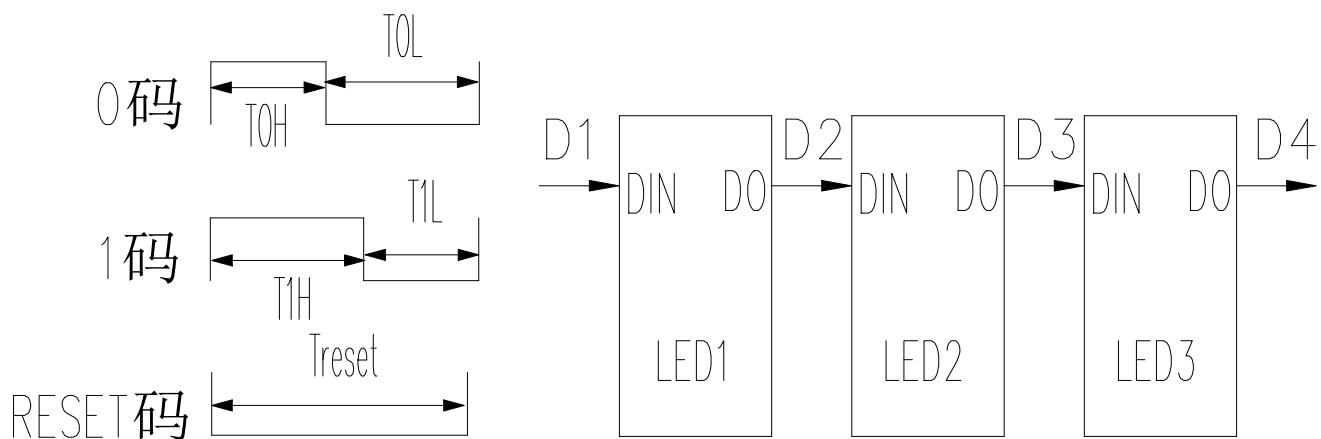 T0L
0码
T0H
T1L
1码
T1H
Treset
RESET码
D1
D2
D3
D4
DIN DO
DIN DO
DIN DO
LED1
LED2
LED3